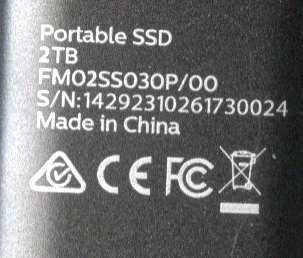 Portable SSD
2TB
FM02SS030P/00
S/N:14292310261730024
Made in China
CE FC